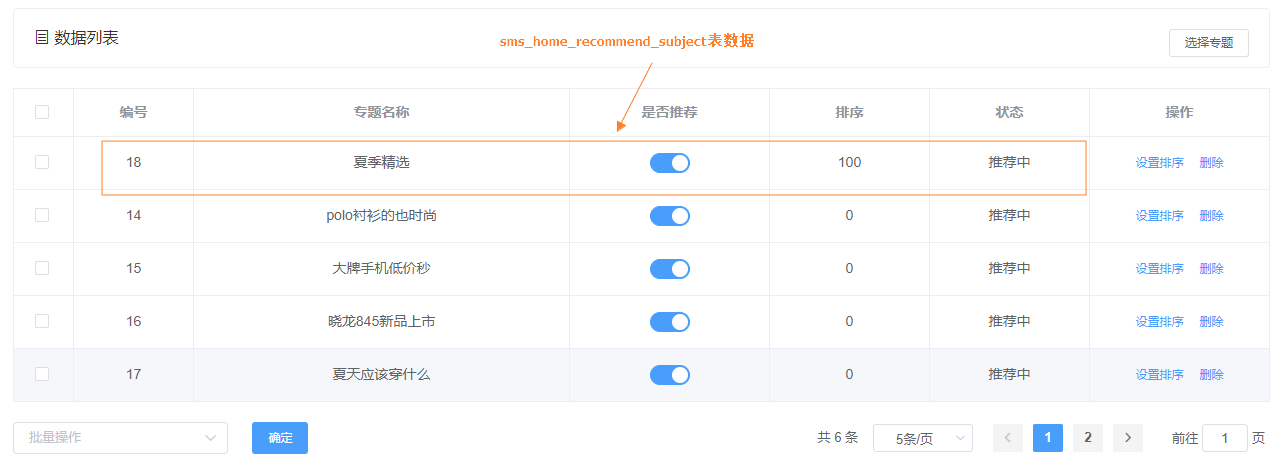 数据列表
sms_home_recommend_subject表数据
选择专题
编号 专题名称 是否推荐 排序 状态 操作
18 夏季精选 100 推荐中 设置排序 删除
14 polo衬衫的也时尚 0 推荐中 设置排序 删除
15 大牌手机低价秒 0 推荐中 设置排序 删除
16 晓龙845新品上市 0 推荐中 设置排序 删除
17 夏天应该穿什么 0 推荐中 设置排序 删除
批量操作 确定 共 6 条 5条/页 1 2 前往 1 页